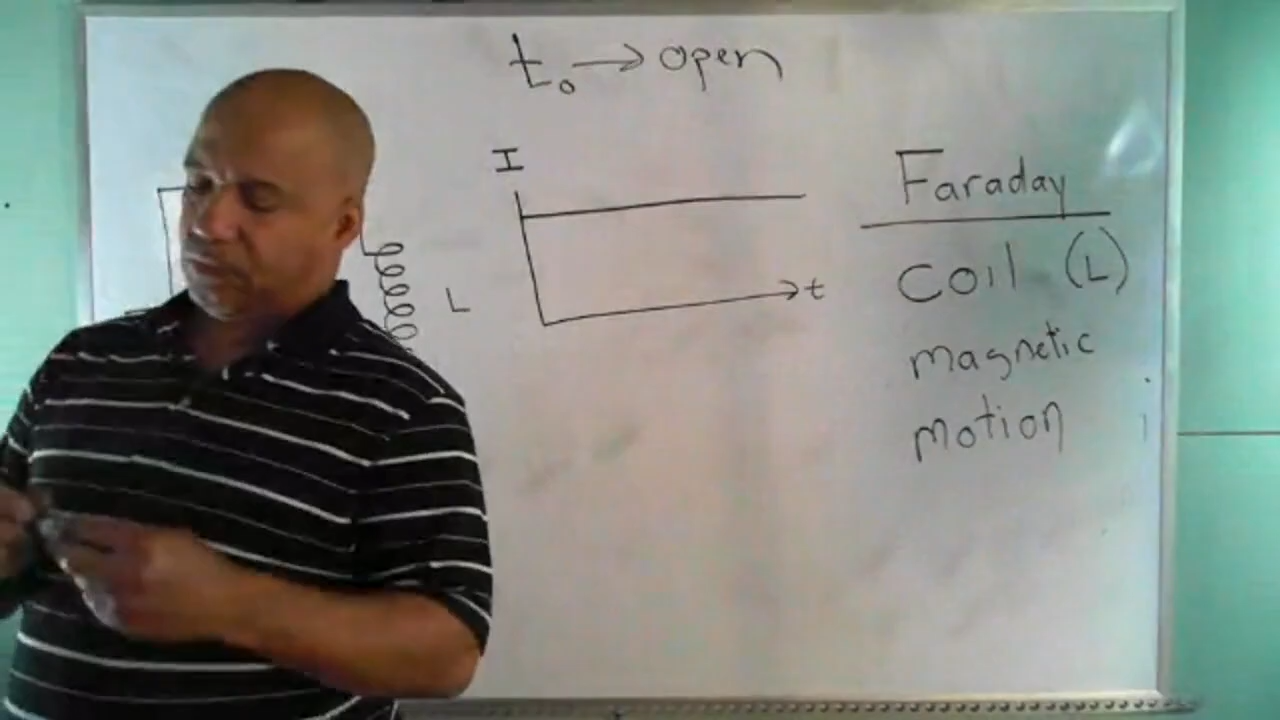 t₀ → open
I
L
t
Faraday
coil (L)
magnetic
motion